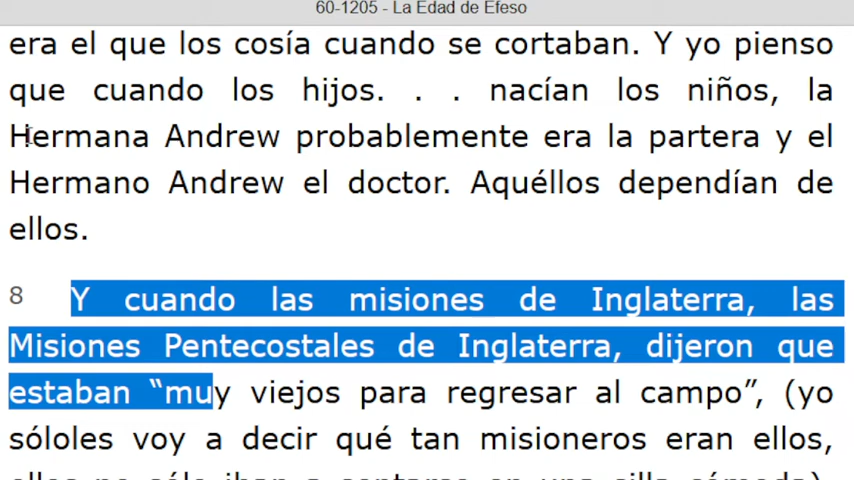 60-1205 - La Edad de Efeso
era el que los cosía cuando se cortaban. Y yo pienso
que cuando los hijos. . . nacían los niños, la
Hermana Andrew probablemente era la partera y el
Hermano Andrew el doctor. Aquéllos dependían de
ellos.
8 Y cuando las misiones de Inglaterra, las
Misiones Pentecostales de Inglaterra, dijeron que
estaban “muy viejos para regresar al campo”, (yo
sóloles voy a decir qué tan misioneros eran ellos,